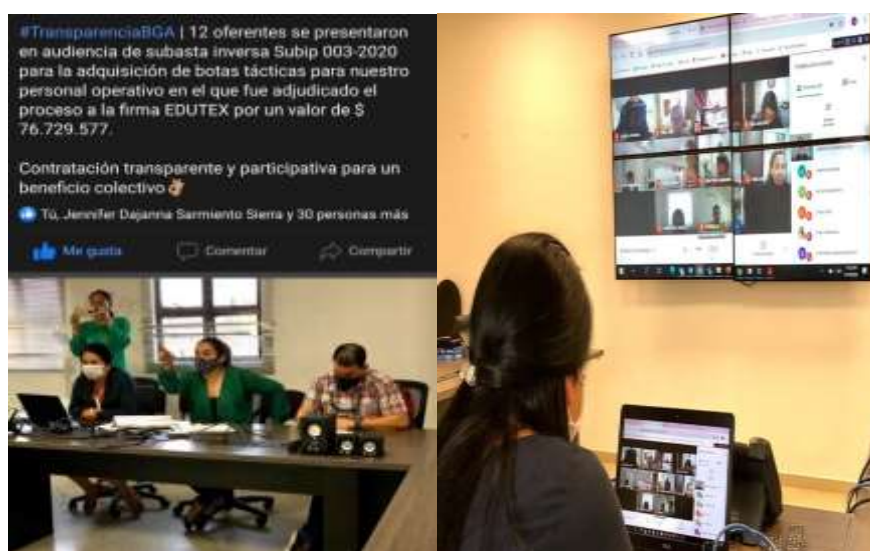 #TransparenciaBGA | 12 oferentes se presentaron
en audiencia de subasta inversa Subip 003-2020
para la adquisición de botas tácticas para nuestro
personal operativo en el que fue adjudicado el
proceso a la firma EDUTEX por un valor de $
76.729.577.
Contratación transparente y participativa para un
beneficio colectivo
Tú, Jennifer Dajanna Sarmiento Sierra y 30 personas más
Me gusta Comentar Compartir